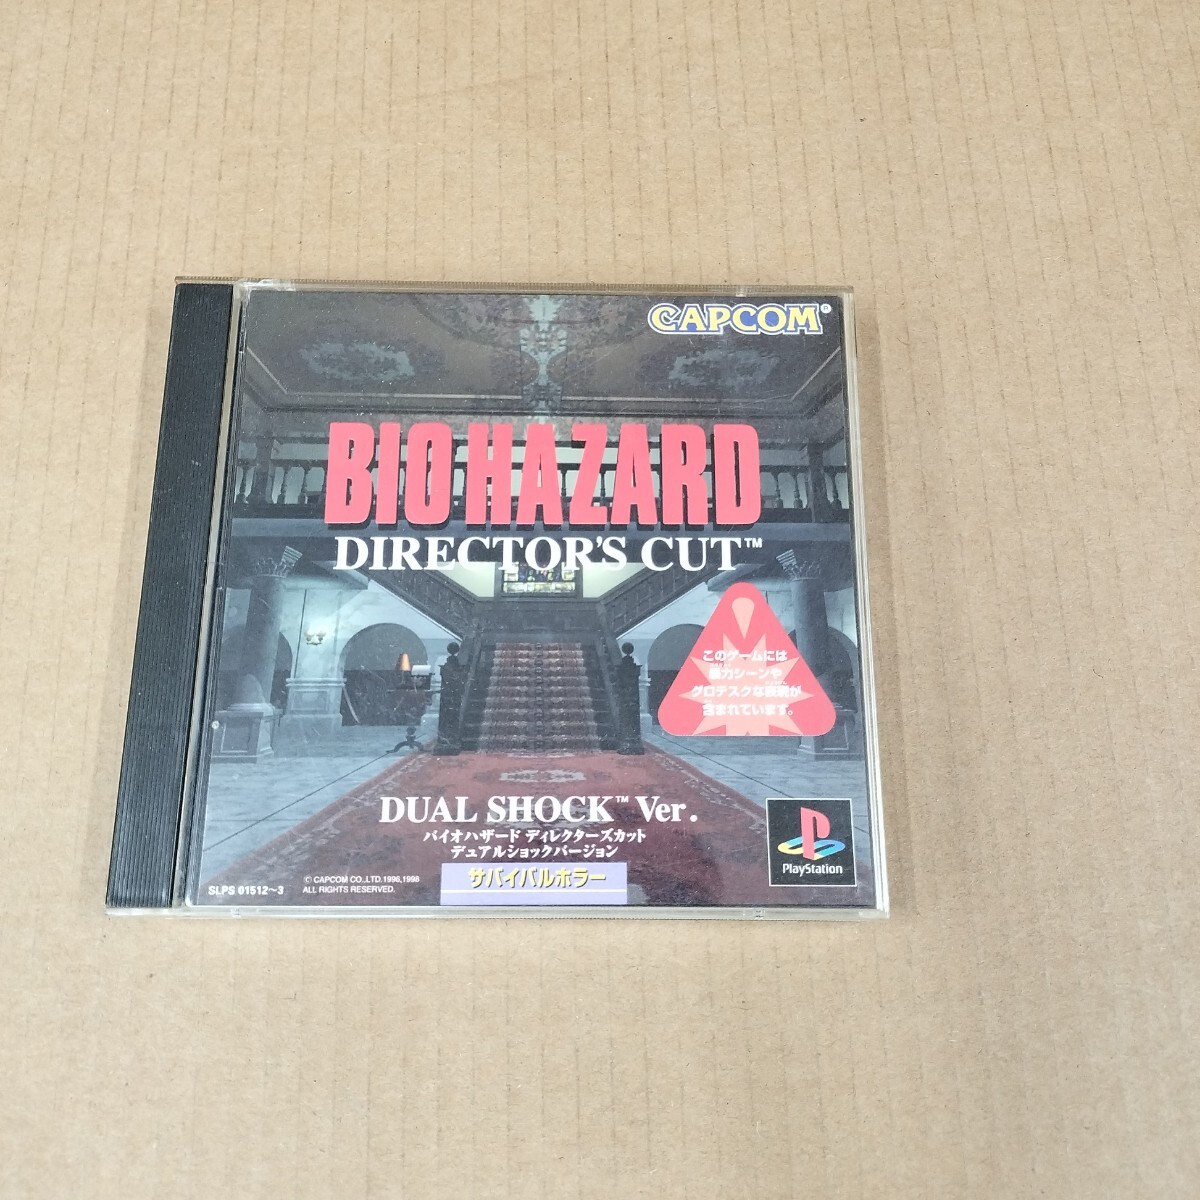 CAPCOM®
BIOHAZARD
DIRECTOR'S CUT™
このゲームには
暴力シーンや
グロテスクな表現が
含まれています。
DUAL SHOCK™ Ver.
バイオハザード ディレクターズカット
デュアルショックバージョン
サバイバルホラー
SLPS 01512～3
© CAPCOM CO.,LTD.1996,1998
ALL RIGHTS RESERVED.
PlayStation